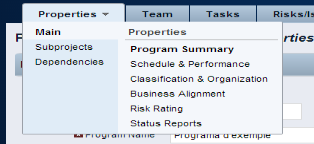 Properties Team Tasks Risks/Is
Main Properties
Subprojects Program Summary
Dependencies Schedule & Performance
Classification & Organization
Business Alignment
Risk Rating
Status Reports
P erties
Program Name Programa d'exemple